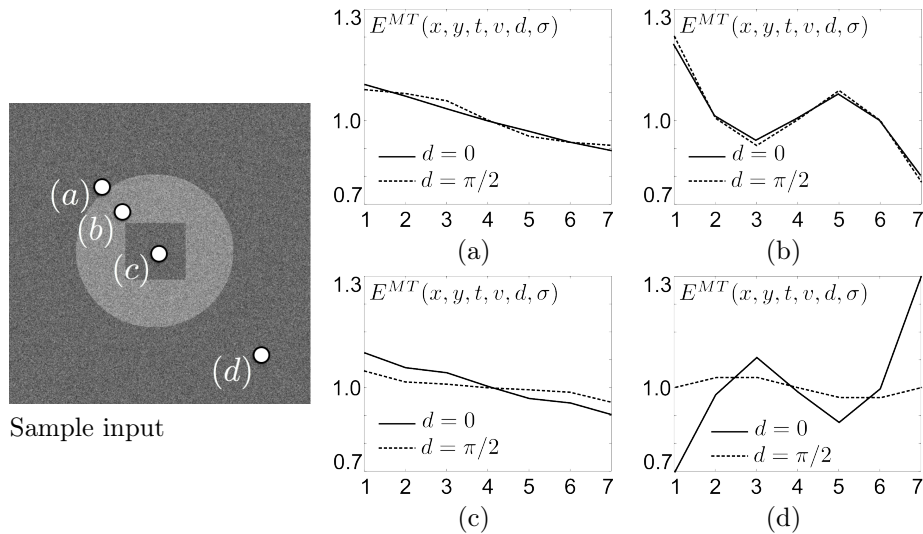 (a)
(b)
(c)
(d)
Sample input
1.3
E^{MT}(x, y, t, v, d, σ)
1.0
d = 0
d = π/2
0.7
1 2 3 4 5 6 7
(a)
1.3
E^{MT}(x, y, t, v, d, σ)
1.0
d = 0
d = π/2
0.7
1 2 3 4 5 6 7
(b)
1.3
E^{MT}(x, y, t, v, d, σ)
1.0
d = 0
d = π/2
0.7
1 2 3 4 5 6 7
(c)
1.3
E^{MT}(x, y, t, v, d, σ)
1.0
d = 0
d = π/2
0.7
1 2 3 4 5 6 7
(d)